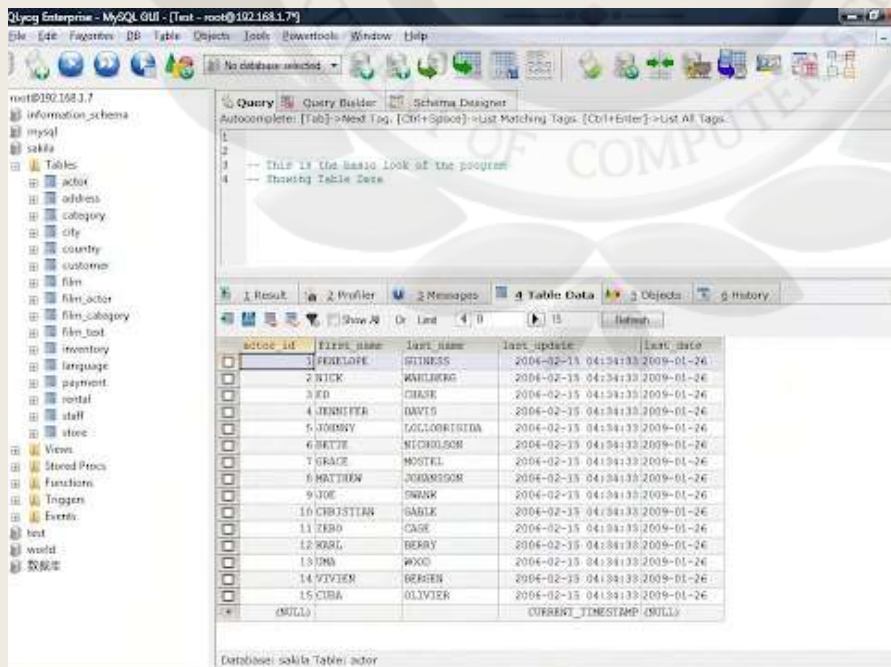 QLyog Enterprise - MySQL GUI - [Test - root@192.168.1.7*]
File Edit Favorites DB Table Objects Tools Powertools Window Help
No database selected
root@192.168.1.7
information_schema
mysql
sakila
Tables
actor
address
category
city
country
customer
film
film_actor
film_category
film_text
inventory
language
payment
rental
staff
store
Views
Stored Procs
Functions
Triggers
Events
test
world
数据库
Query Query Builder Schema Designer
Autocomplete: [Tab]->Next Tag. [Ctrl+Space]->List Matching Tags. [Ctrl+Enter]->List All Tags.
1
2
3 -- This is the basic look of the program
4 -- Showing Table Data
OF COMPUTE
1 Result 2 Profiler 3 Messages 4 Table Data 5 Objects 6 History
Show All Or Limit 0 15 Refresh
actor_id first_name last_name last_update last_date
1 PENELOPE GUINESS 2006-02-15 04:34:33 2009-01-26
2 NICK WAHLBERG 2006-02-15 04:34:33 2009-01-26
3 ED CHASE 2006-02-15 04:34:33 2009-01-26
4 JENNIFER DAVIS 2006-02-15 04:34:33 2009-01-26
5 JOHNNY LOLLOBRIGIDA 2006-02-15 04:34:33 2009-01-26
6 BETTE NICHOLSON 2006-02-15 04:34:33 2009-01-26
7 GRACE MOSTEL 2006-02-15 04:34:33 2009-01-26
8 MATTHEW JOHANSSON 2006-02-15 04:34:33 2009-01-26
9 JOE SWANK 2006-02-15 04:34:33 2009-01-26
10 CHRISTIAN GABLE 2006-02-15 04:34:33 2009-01-26
11 ZERO CAGE 2006-02-15 04:34:33 2009-01-26
12 KARL BERRY 2006-02-15 04:34:33 2009-01-26
13 UMA WOOD 2006-02-15 04:34:33 2009-01-26
14 VIVIEN BERGEN 2006-02-15 04:34:33 2009-01-26
15 CUBA OLIVIER 2006-02-15 04:34:33 2009-01-26
* (NULL) CURRENT_TIMESTAMP (NULL)
Database: sakila Table: actor